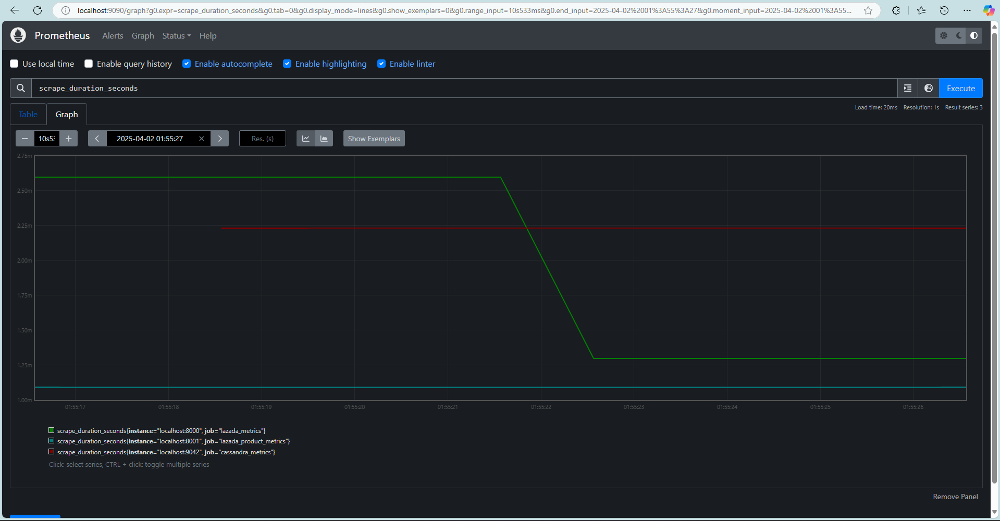 localhost:9090/graph?g0.expr=scrape_duration_seconds&g0.tab=0&g0.display_mode=lines&g0.show_exemplars=0&g0.range_input=10s533ms&g0.end_input=2025-04-02%2001%3A55%3A27&g0.moment_input=2025-04-02%2001%3A55...
Prometheus Alerts Graph Status Help
Use local time Enable query history Enable autocomplete Enable highlighting Enable linter
scrape_duration_seconds Execute
Table Graph Load time: 20ms Resolution: 1s Result series: 3
10s53 2025-04-02 01:55:27 Res. (s) Show Exemplars
2.75m
2.50m
2.25m
2.00m
1.75m
1.50m
1.25m
1.00m
01:55:17 01:55:18 01:55:19 01:55:20 01:55:21 01:55:22 01:55:23 01:55:24 01:55:25 01:55:26
scrape_duration_seconds{instance="localhost:8000", job="lazada_metrics"}
scrape_duration_seconds{instance="localhost:8001", job="lazada_product_metrics"}
scrape_duration_seconds{instance="localhost:9042", job="cassandra_metrics"}
Click: select series, CTRL + click: toggle multiple series
Remove Panel